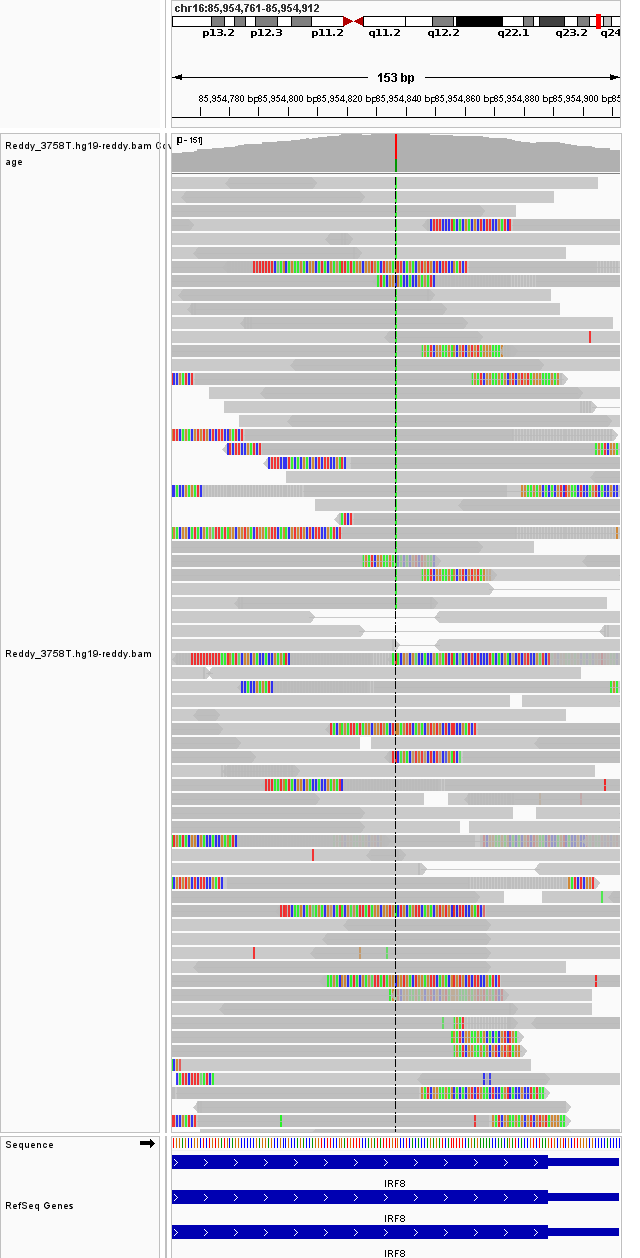 chr16:85,954,761-85,954,912
p13.2 p12.3 p11.2 q11.2 q12.2 q22.1 q23.2 q24
153 bp
85,954,780 bp 85,954,800 bp 85,954,820 bp 85,954,840 bp 85,954,860 bp 85,954,880 bp 85,954,900 bp 85
Reddy_3758T.hg19-reddy.bam Cov
age
[0 - 151]
Reddy_3758T.hg19-reddy.bam
Sequence
IRF8
RefSeq Genes
IRF8
IRF8